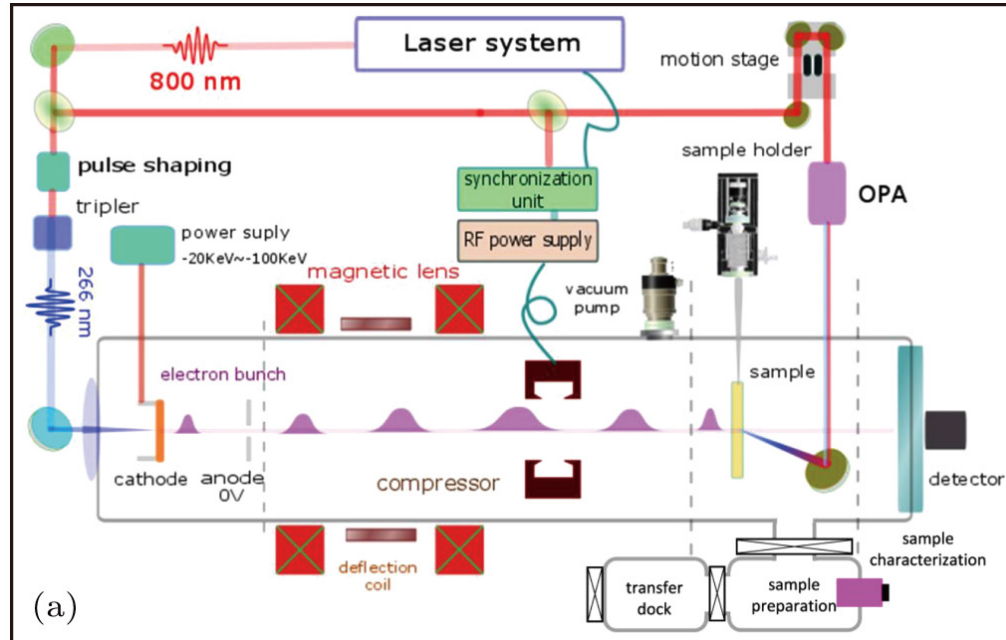 Laser system
800 nm
motion stage
pulse shaping
tripler
266 nm
power suply
-20KeV~-100KeV
magnetic lens
synchronization
unit
RF power supply
vacuum
pump
sample holder
OPA
electron bunch
sample
cathode
anode
0V
compressor
detector
deflection
coil
transfer
dock
sample
preparation
sample
characterization
(a)